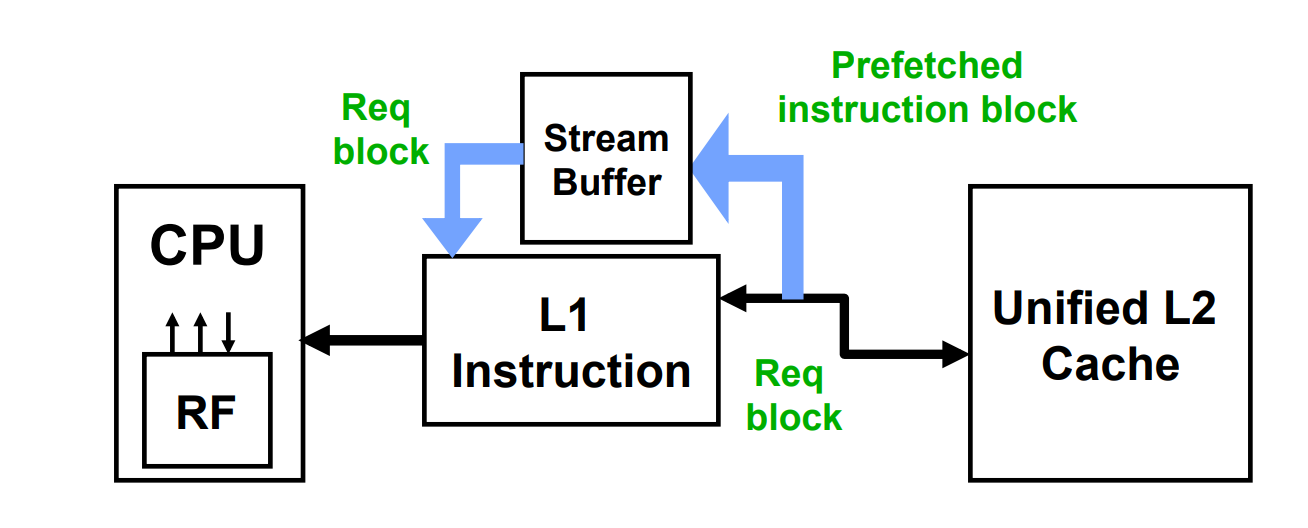 Prefetched
instruction block
Req
block
Stream
Buffer
CPU
RF
L1
Instruction
Req
block
Unified L2
Cache